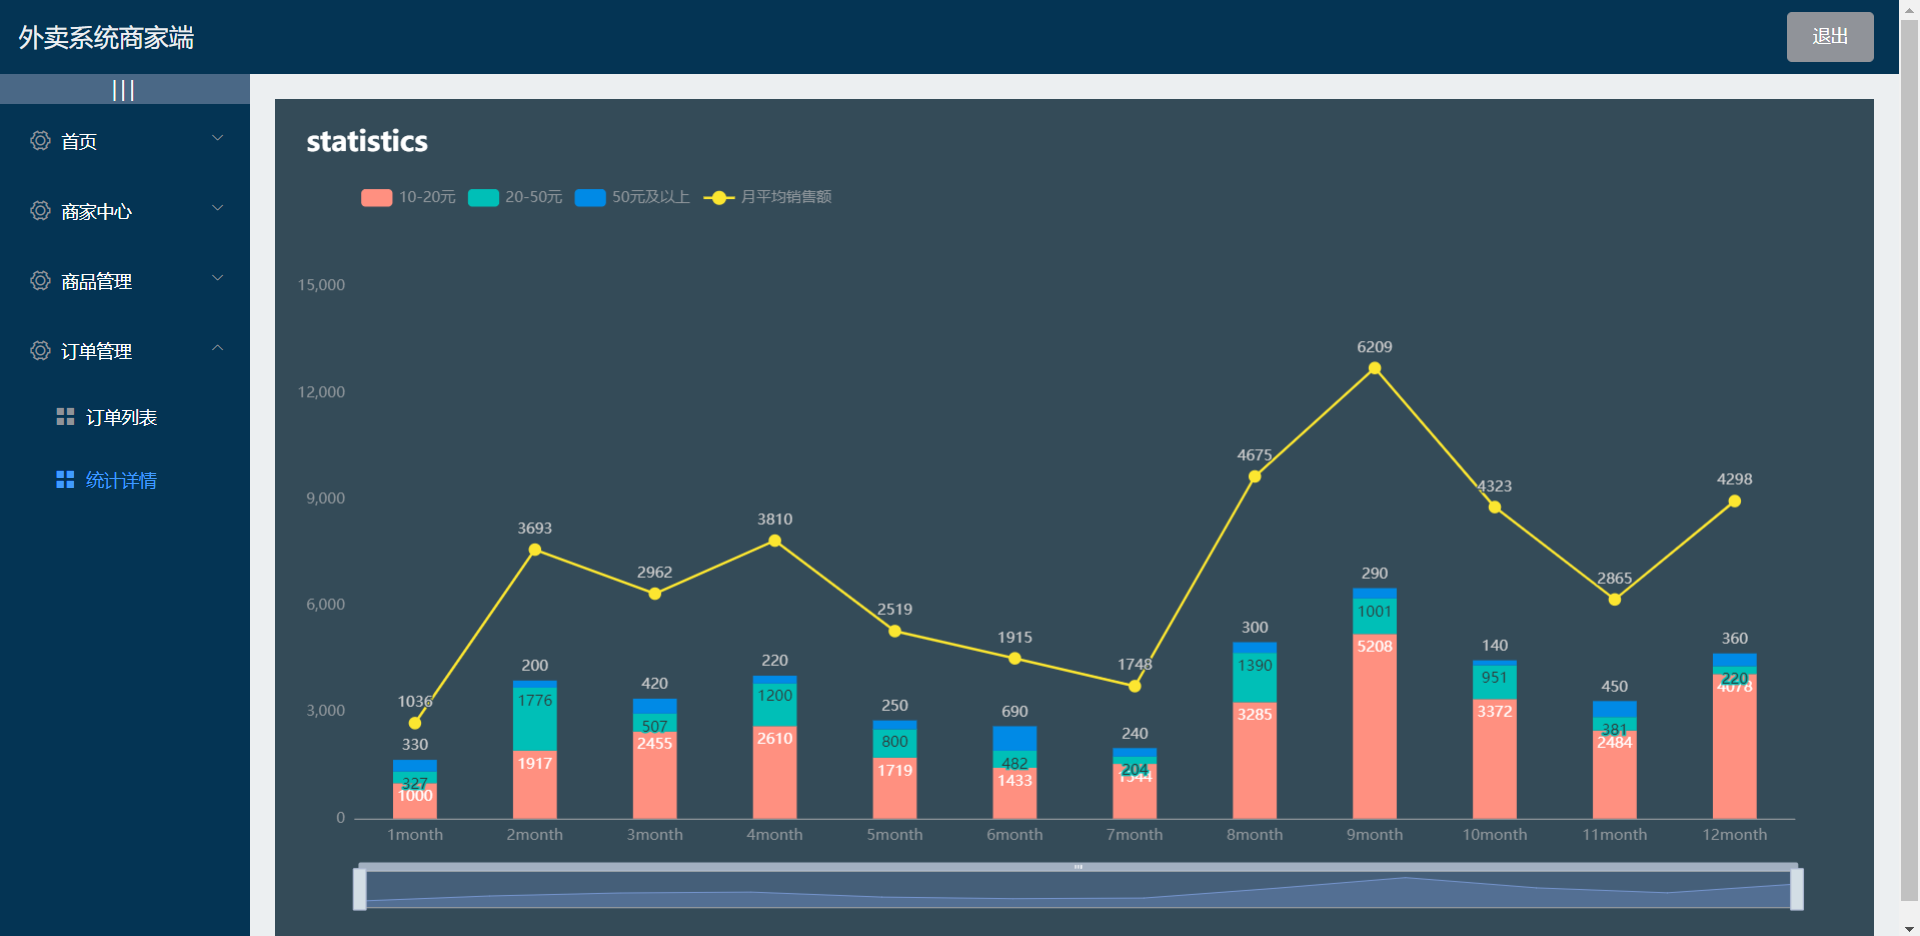 外卖系统商家端
退出
|||
首页
商家中心
商品管理
订单管理
订单列表
统计详情
statistics
10-20元 20-50元 50元及以上 月平均销售额
15,000
12,000
9,000
6,000
3,000
0
1036 3693 2962 3810 2519 1915 1748 4675 6209 4323 2865 4298
330 200 420 220 250 690 240 300 290 140 450 360
327 1776 507 1200 800 482 204 1390 1001 951 381 220
1000 1917 2455 2610 1719 1433 1544 3285 5208 3372 2484 4078
1month 2month 3month 4month 5month 6month 7month 8month 9month 10month 11month 12month